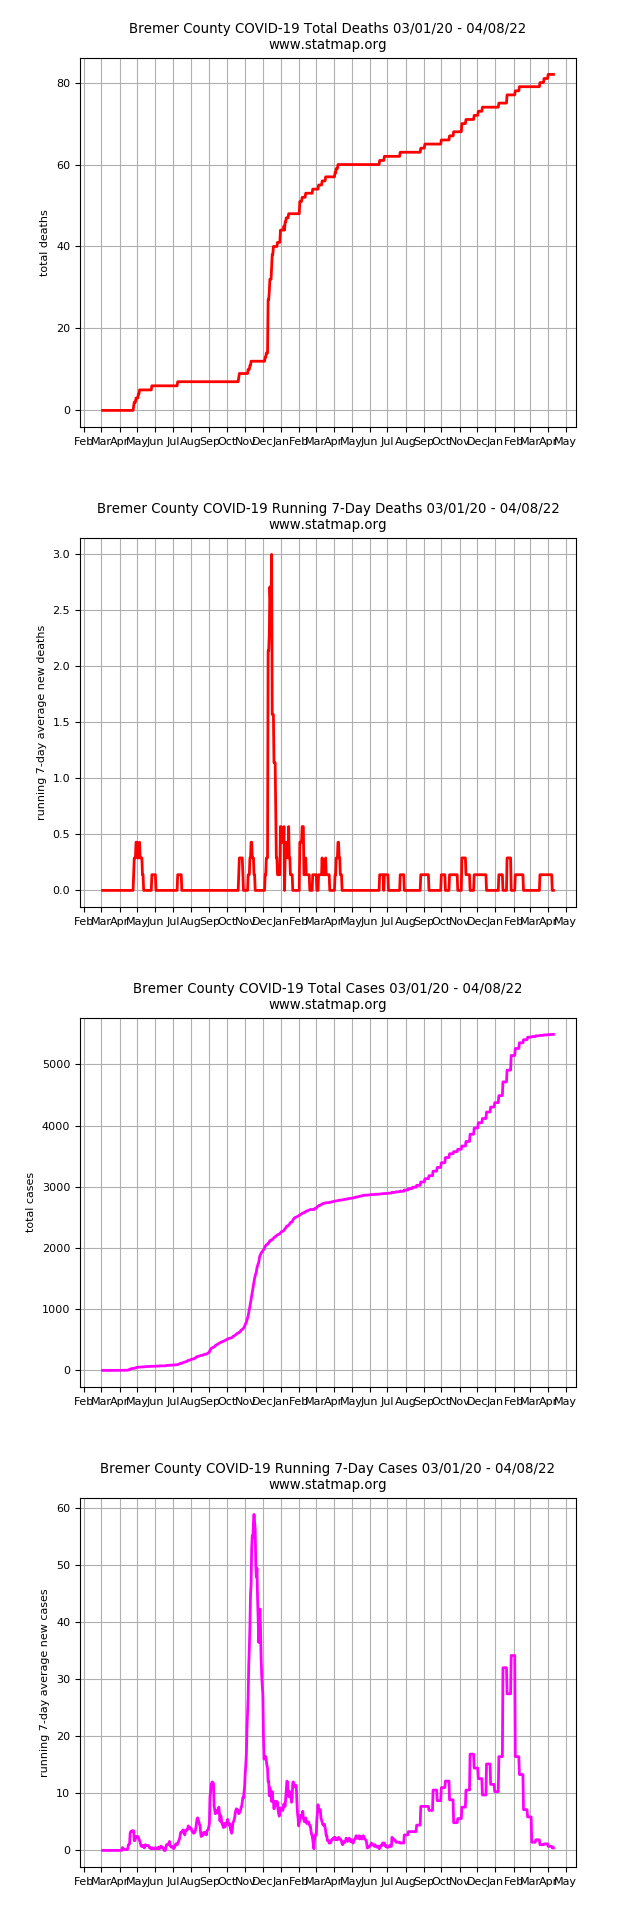 Bremer County COVID-19 Total Deaths 03/01/20 - 04/08/22
www.statmap.org
80
60
40
20
0
total deaths
Feb Mar Apr May Jun Jul Aug Sep Oct Nov Dec Jan Feb Mar Apr May Jun Jul Aug Sep Oct Nov Dec Jan Feb Mar Apr May
Bremer County COVID-19 Running 7-Day Deaths 03/01/20 - 04/08/22
www.statmap.org
3.0
2.5
2.0
1.5
1.0
0.5
0.0
running 7-day average new deaths
Feb Mar Apr May Jun Jul Aug Sep Oct Nov Dec Jan Feb Mar Apr May Jun Jul Aug Sep Oct Nov Dec Jan Feb Mar Apr May
Bremer County COVID-19 Total Cases 03/01/20 - 04/08/22
www.statmap.org
5000
4000
3000
2000
1000
0
total cases
Feb Mar Apr May Jun Jul Aug Sep Oct Nov Dec Jan Feb Mar Apr May Jun Jul Aug Sep Oct Nov Dec Jan Feb Mar Apr May
Bremer County COVID-19 Running 7-Day Cases 03/01/20 - 04/08/22
www.statmap.org
60
50
40
30
20
10
0
running 7-day average new cases
Feb Mar Apr May Jun Jul Aug Sep Oct Nov Dec Jan Feb Mar Apr May Jun Jul Aug Sep Oct Nov Dec Jan Feb Mar Apr May